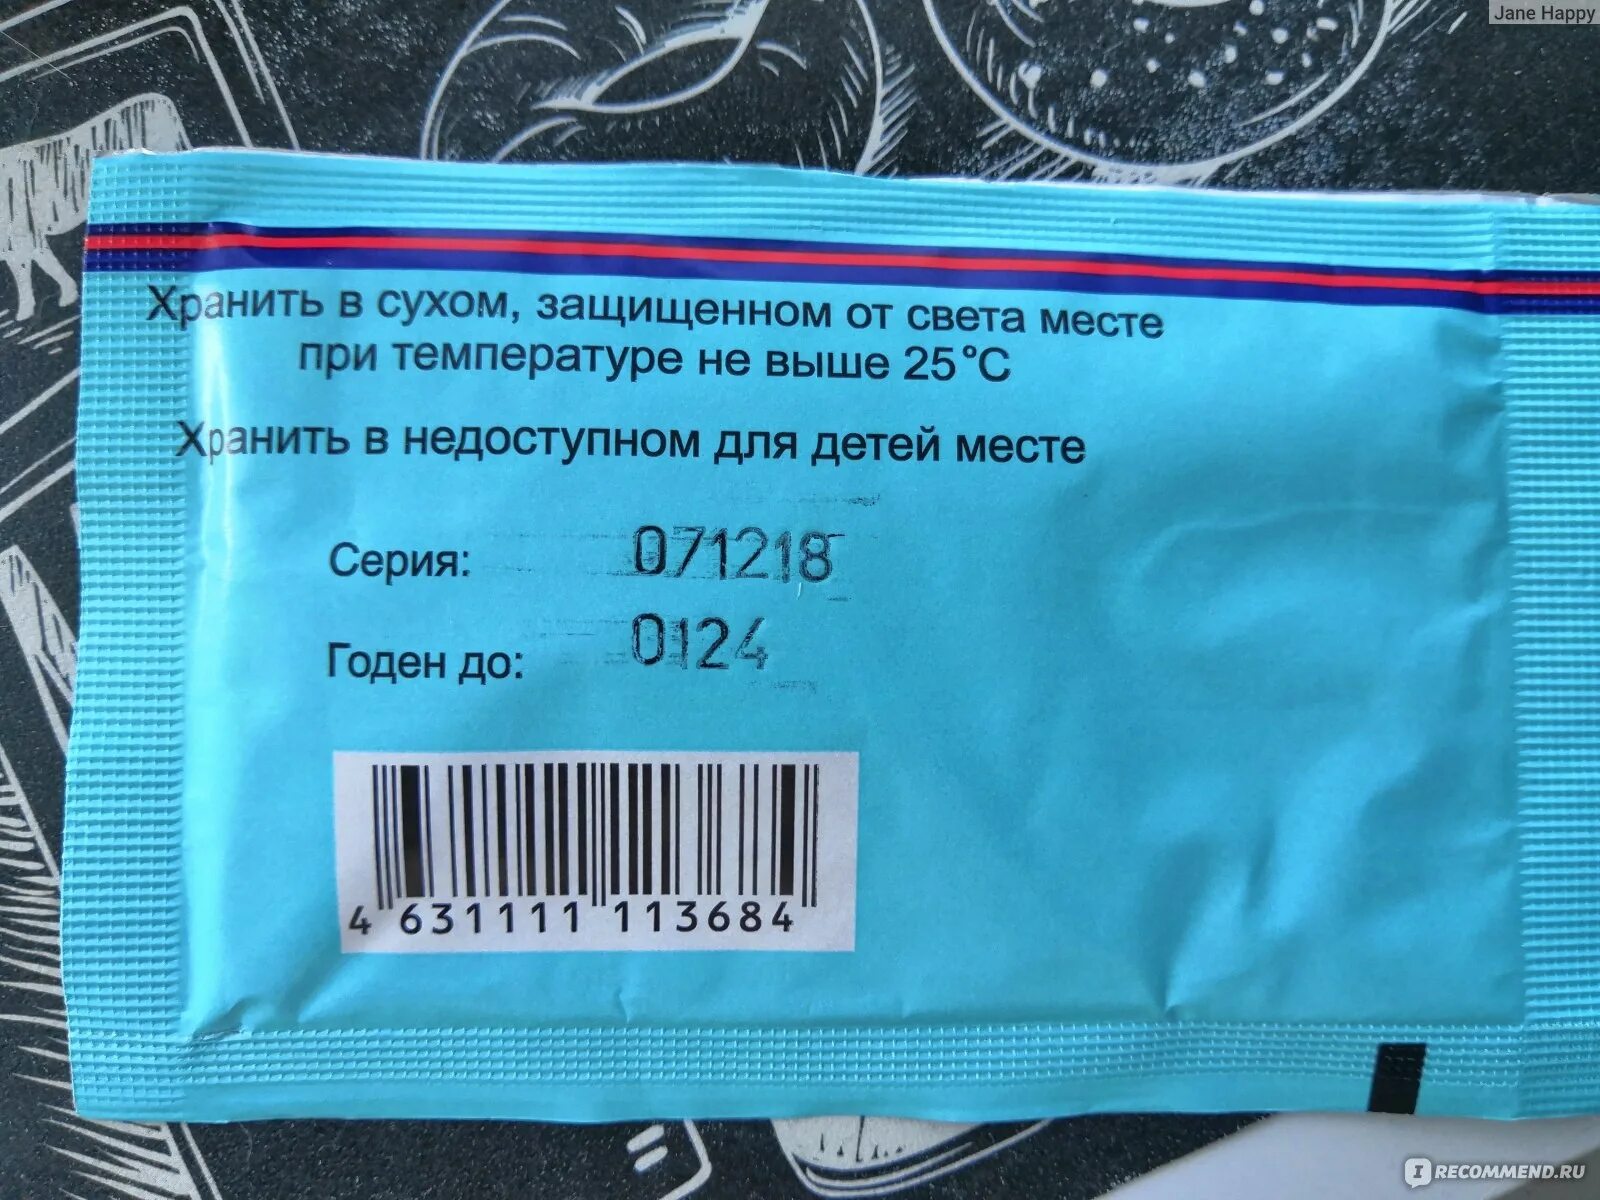 Jane Happy
Хранить в сухом, защищенном от света месте
при температуре не выше 25°С
Хранить в недоступном для детей месте
Серия: 071218
Годен до: 0124
4 631111 113684
IRECOMMEND.RU